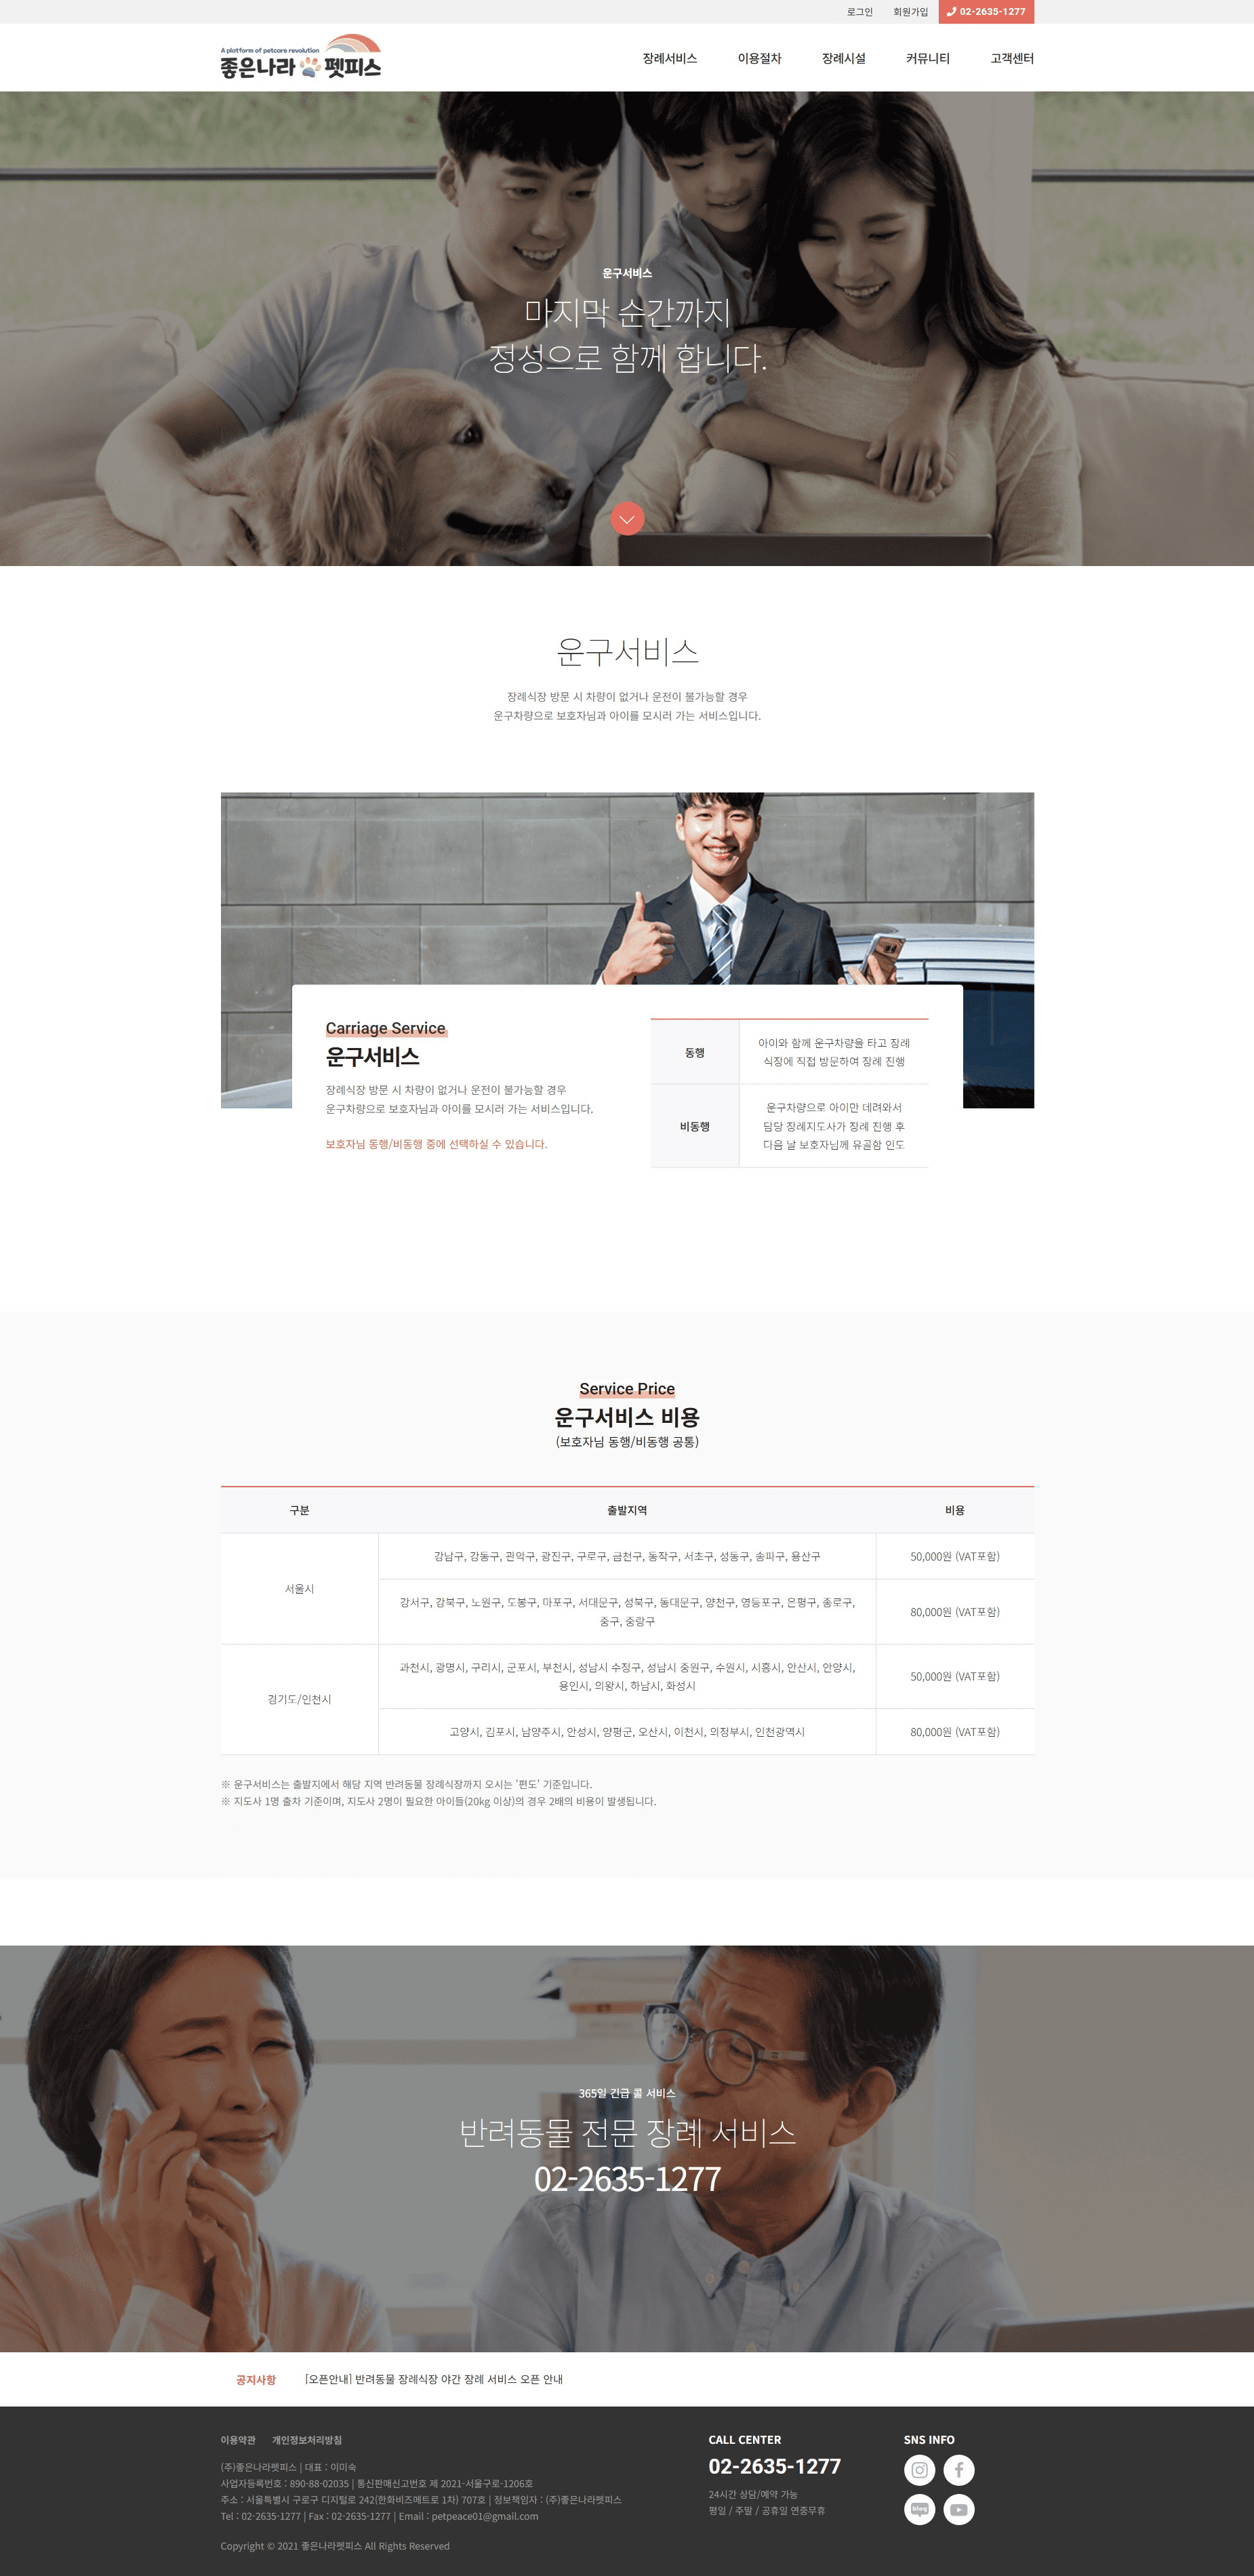 로그인 회원가입 02-2635-1277
A platform of petcare revolution
좋은나라 펫피스
장례서비스 이용절차 장례시설 커뮤니티 고객센터
운구서비스
마지막 순간까지
정성으로 함께 합니다.
운구서비스
장례식장 방문 시 차량이 없거나 운전이 불가능할 경우
운구차량으로 보호자님과 아이를 모시러 가는 서비스입니다.
Carriage Service
운구서비스
장례식장 방문 시 차량이 없거나 운전이 불가능할 경우
운구차량으로 보호자님과 아이를 모시러 가는 서비스입니다.
보호자님 동행/비동행 중에 선택하실 수 있습니다.
동행
아이와 함께 운구차량을 타고 장례
식장에 직접 방문하여 장례 진행
비동행
운구차량으로 아이만 데려와서
담당 장례지도사가 장례 진행 후
다음 날 보호자님께 유골함 인도
Service Price
운구서비스 비용
(보호자님 동행/비동행 공통)
구분 출발지역 비용
서울시
강남구, 강동구, 관악구, 광진구, 구로구, 금천구, 동작구, 서초구, 성동구, 송파구, 용산구
50,000원 (VAT포함)
강서구, 강북구, 노원구, 도봉구, 마포구, 서대문구, 성북구, 동대문구, 양천구, 영등포구, 은평구, 종로구,
중구, 중랑구
80,000원 (VAT포함)
경기도/인천시
과천시, 광명시, 구리시, 군포시, 부천시, 성남시 수정구, 성남시 중원구, 수원시, 시흥시, 안산시, 안양시,
용인시, 의왕시, 하남시, 화성시
50,000원 (VAT포함)
고양시, 김포시, 남양주시, 안성시, 양평군, 오산시, 이천시, 의정부시, 인천광역시
80,000원 (VAT포함)
※ 운구서비스는 출발지에서 해당 지역 반려동물 장례식장까지 오시는 '편도' 기준입니다.
※ 지도사 1명 출차 기준이며, 지도사 2명이 필요한 아이들(20kg 이상)의 경우 2배의 비용이 발생됩니다.
365일 긴급 콜 서비스
반려동물 전문 장례 서비스
02-2635-1277
공지사항 [오픈안내] 반려동물 장례식장 야간 장례 서비스 오픈 안내
이용약관 개인정보처리방침
(주)좋은나라펫피스 | 대표 : 이미숙
사업자등록번호 : 890-88-02035 | 통신판매신고번호 제 2021-서울구로-1206호
주소 : 서울특별시 구로구 디지털로 242(한화비즈메트로 1차) 707호 | 정보책임자 : (주)좋은나라펫피스
Tel : 02-2635-1277 | Fax : 02-2635-1277 | Email : petpeace01@gmail.com
Copyright © 2021 좋은나라펫피스 All Rights Reserved
CALL CENTER
02-2635-1277
24시간 상담/예약 가능
평일 / 주말 / 공휴일 연중무휴
SNS INFO
blog